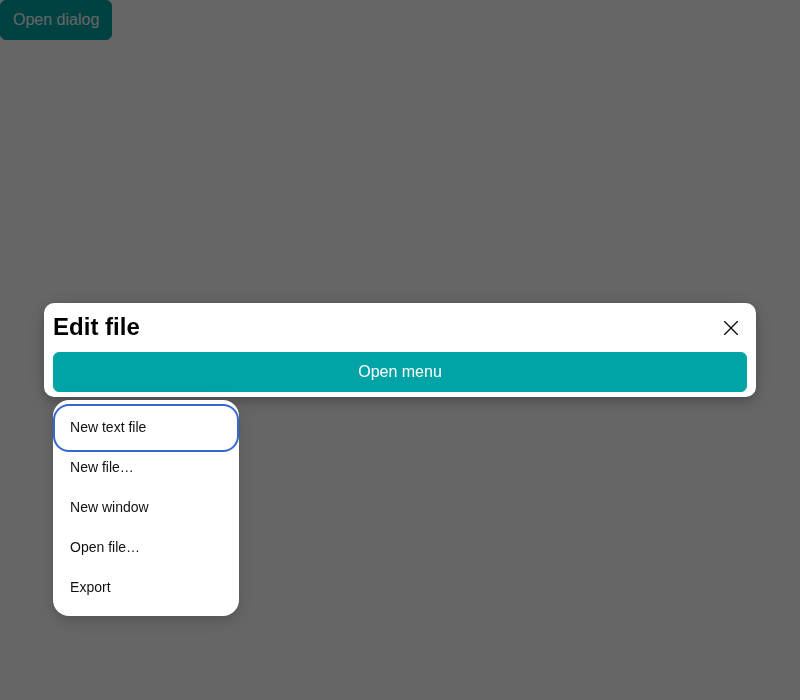 Open dialog
Edit file
Open menu
New text file
New file…
New window
Open file…
Export